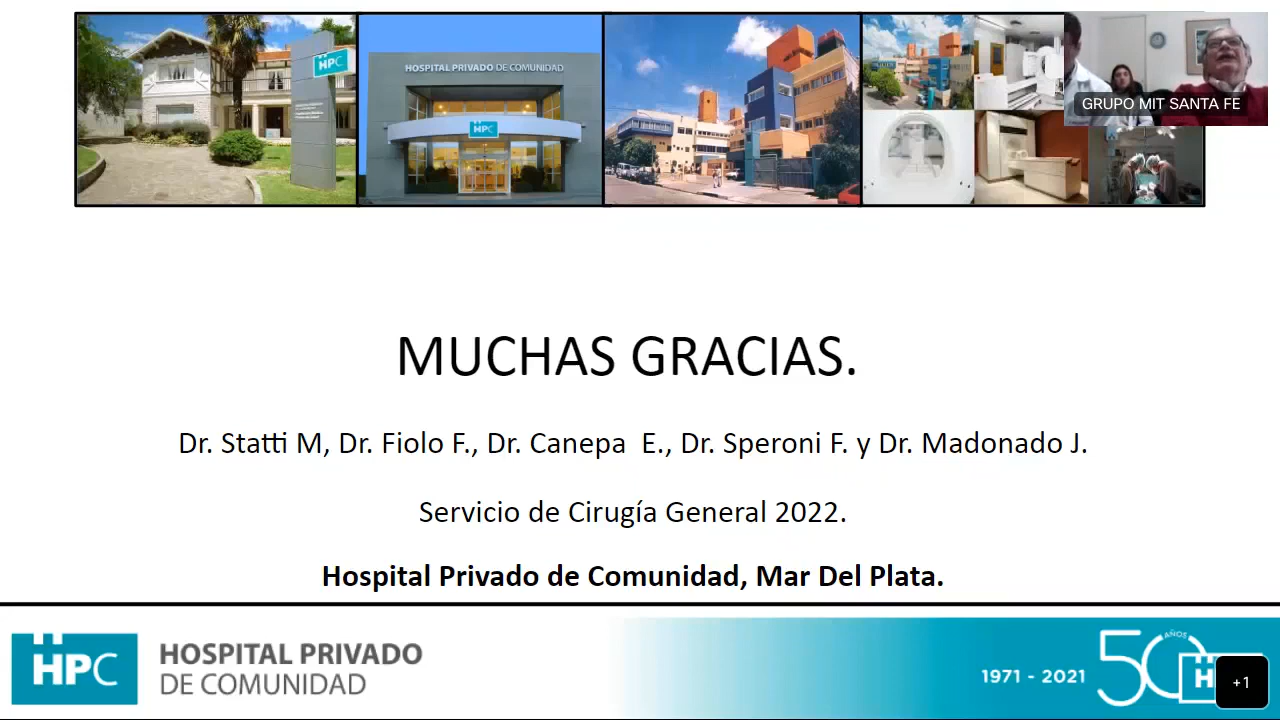 HPC
HOSPITAL PRIVADO DE COMUNIDAD
HPC
GRUPO MIT SANTA FE
MUCHAS GRACIAS.
Dr. Statti M, Dr. Fiolo F., Dr. Canepa  E., Dr. Speroni F. y Dr. Madonado J.
Servicio de Cirugía General 2022.
Hospital Privado de Comunidad, Mar Del Plata.
HPC
HOSPITAL PRIVADO
DE COMUNIDAD
1971 - 2021
50
AÑOS
H
+1